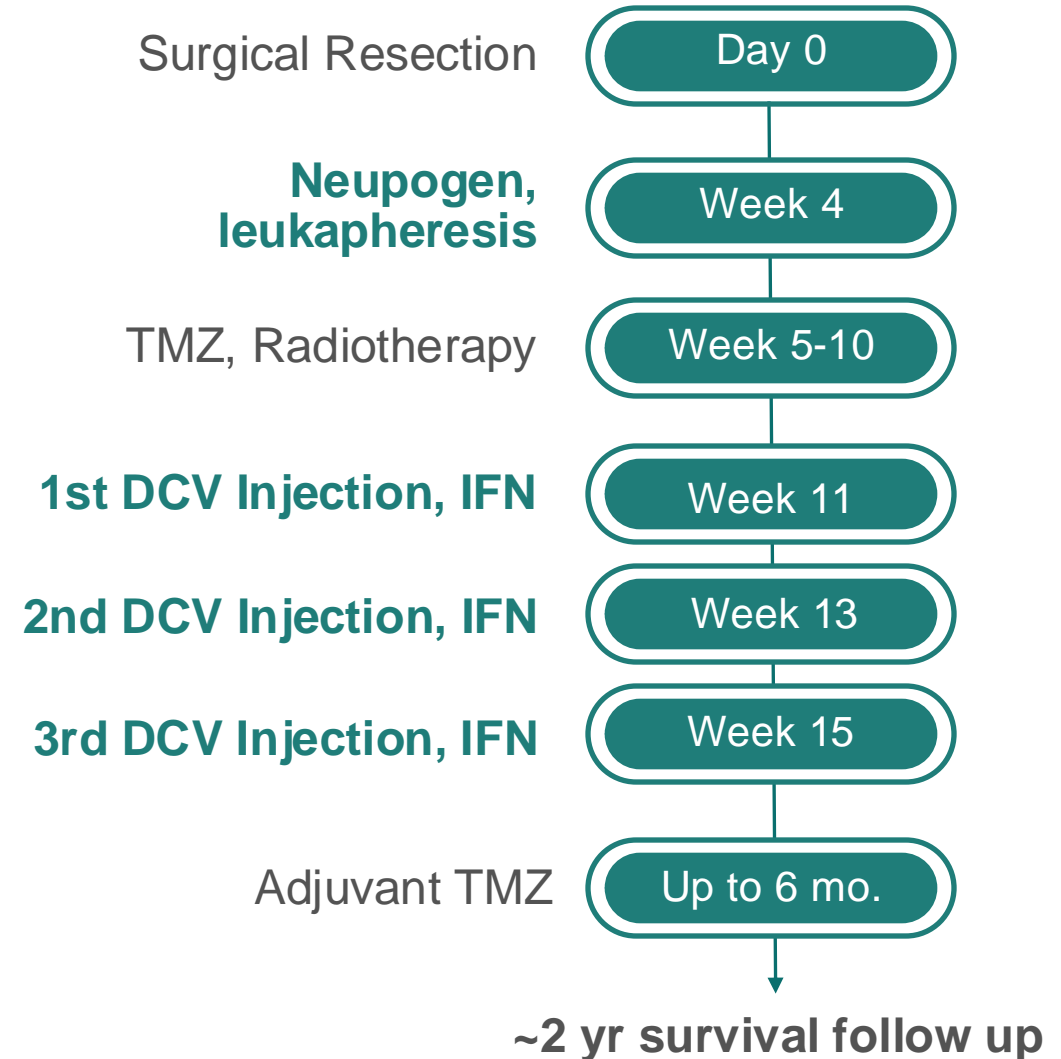 Surgical Resection
Day 0
Neupogen,
leukapheresis
Week 4
TMZ, Radiotherapy
Week 5-10
1st DCV Injection, IFN
Week 11
2nd DCV Injection, IFN
Week 13
3rd DCV Injection, IFN
Week 15
Adjuvant TMZ
Up to 6 mo.
~2 yr survival follow up